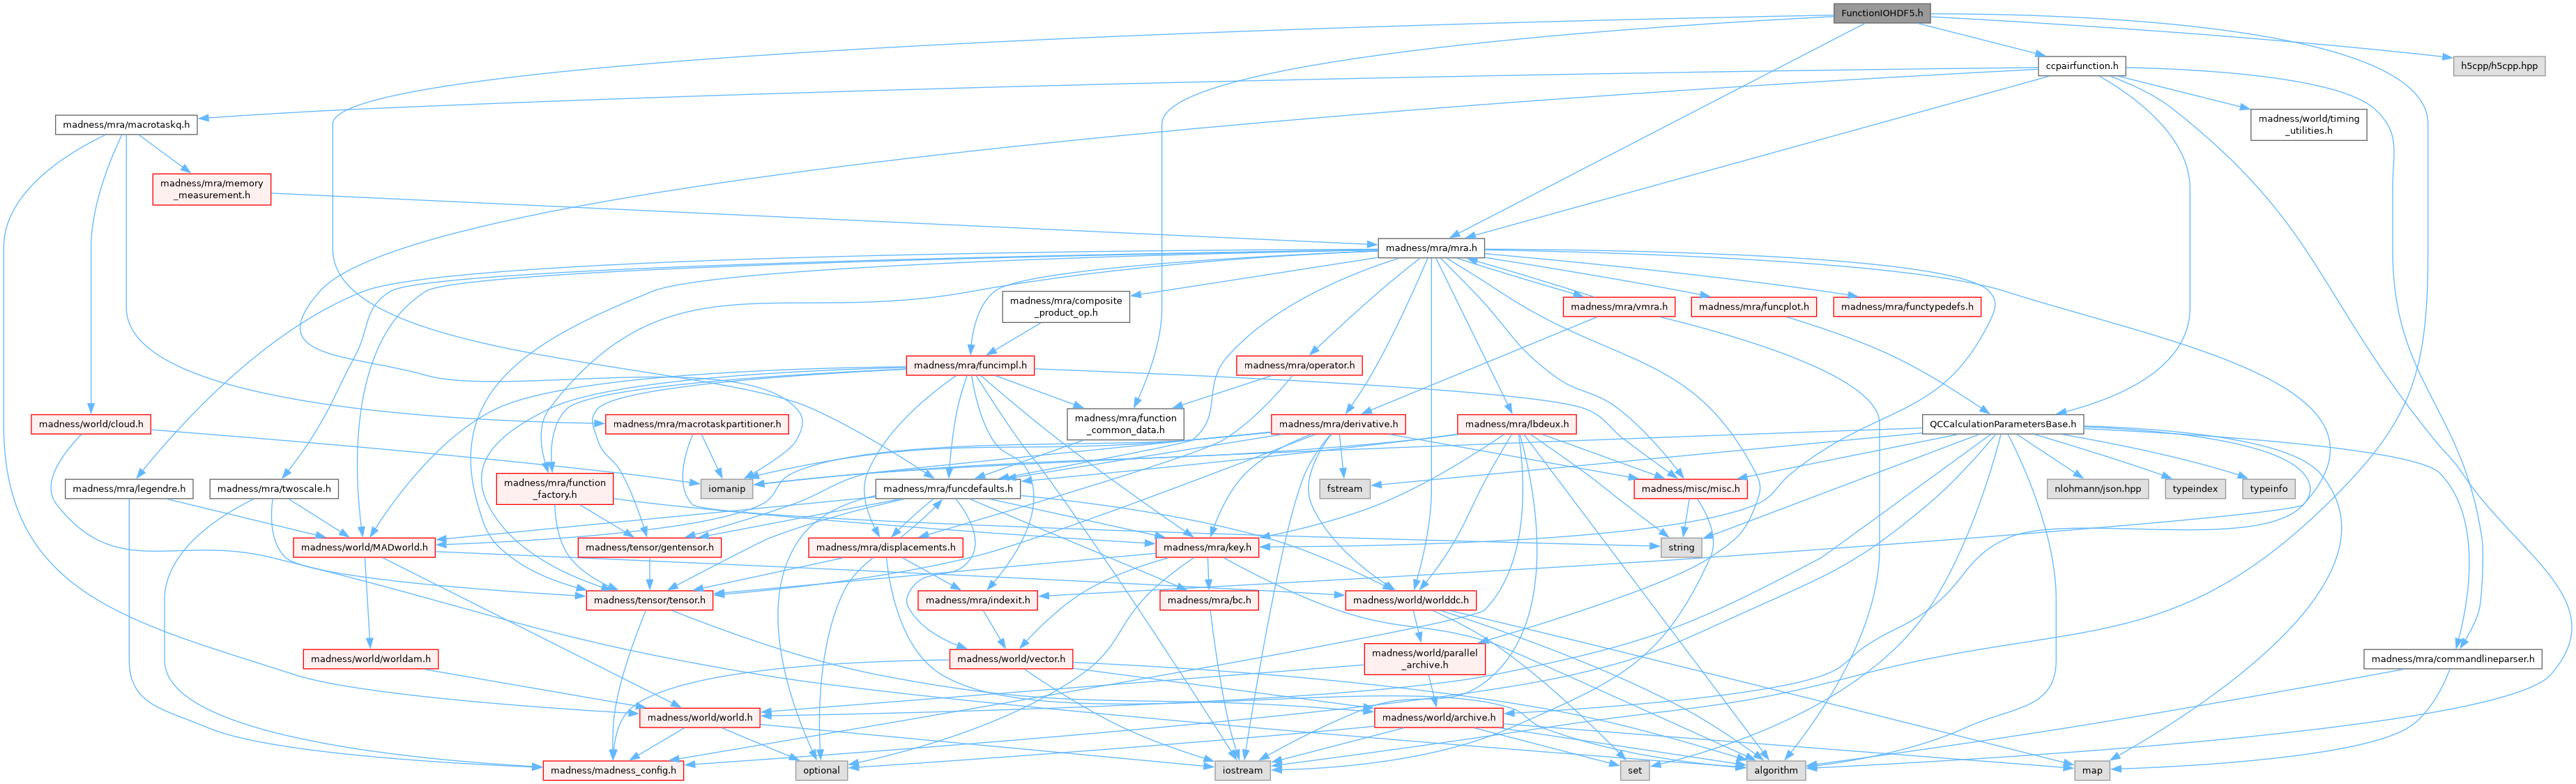 FunctionIOHDF5.h
ccpairfunction.h
h5cpp/h5cpp.hpp
madness/mra/macrotaskq.h
madness/world/timing
_utilities.h
madness/mra/memory
_measurement.h
madness/mra/mra.h
madness/mra/composite
_product_op.h
madness/mra/vmra.h
madness/mra/funcplot.h
madness/mra/functypedefs.h
madness/mra/funcimpl.h
madness/mra/operator.h
madness/world/cloud.h
madness/mra/macrotaskpartitioner.h
madness/mra/function
_common_data.h
madness/mra/derivative.h
madness/mra/lbdeux.h
QCCalculationParametersBase.h
madness/mra/legendre.h
madness/mra/twoscale.h
madness/mra/function
_factory.h
iomanip
madness/mra/funcdefaults.h
fstream
madness/misc/misc.h
nlohmann/json.hpp
typeindex
typeinfo
madness/world/MADworld.h
madness/tensor/gentensor.h
madness/mra/displacements.h
madness/mra/key.h
string
madness/tensor/tensor.h
madness/mra/indexit.h
madness/mra/bc.h
madness/world/worlddc.h
madness/world/worldam.h
madness/world/vector.h
madness/world/parallel
_archive.h
madness/mra/commandlineparser.h
madness/world/world.h
madness/world/archive.h
madness/madness_config.h
optional
iostream
set
algorithm
map